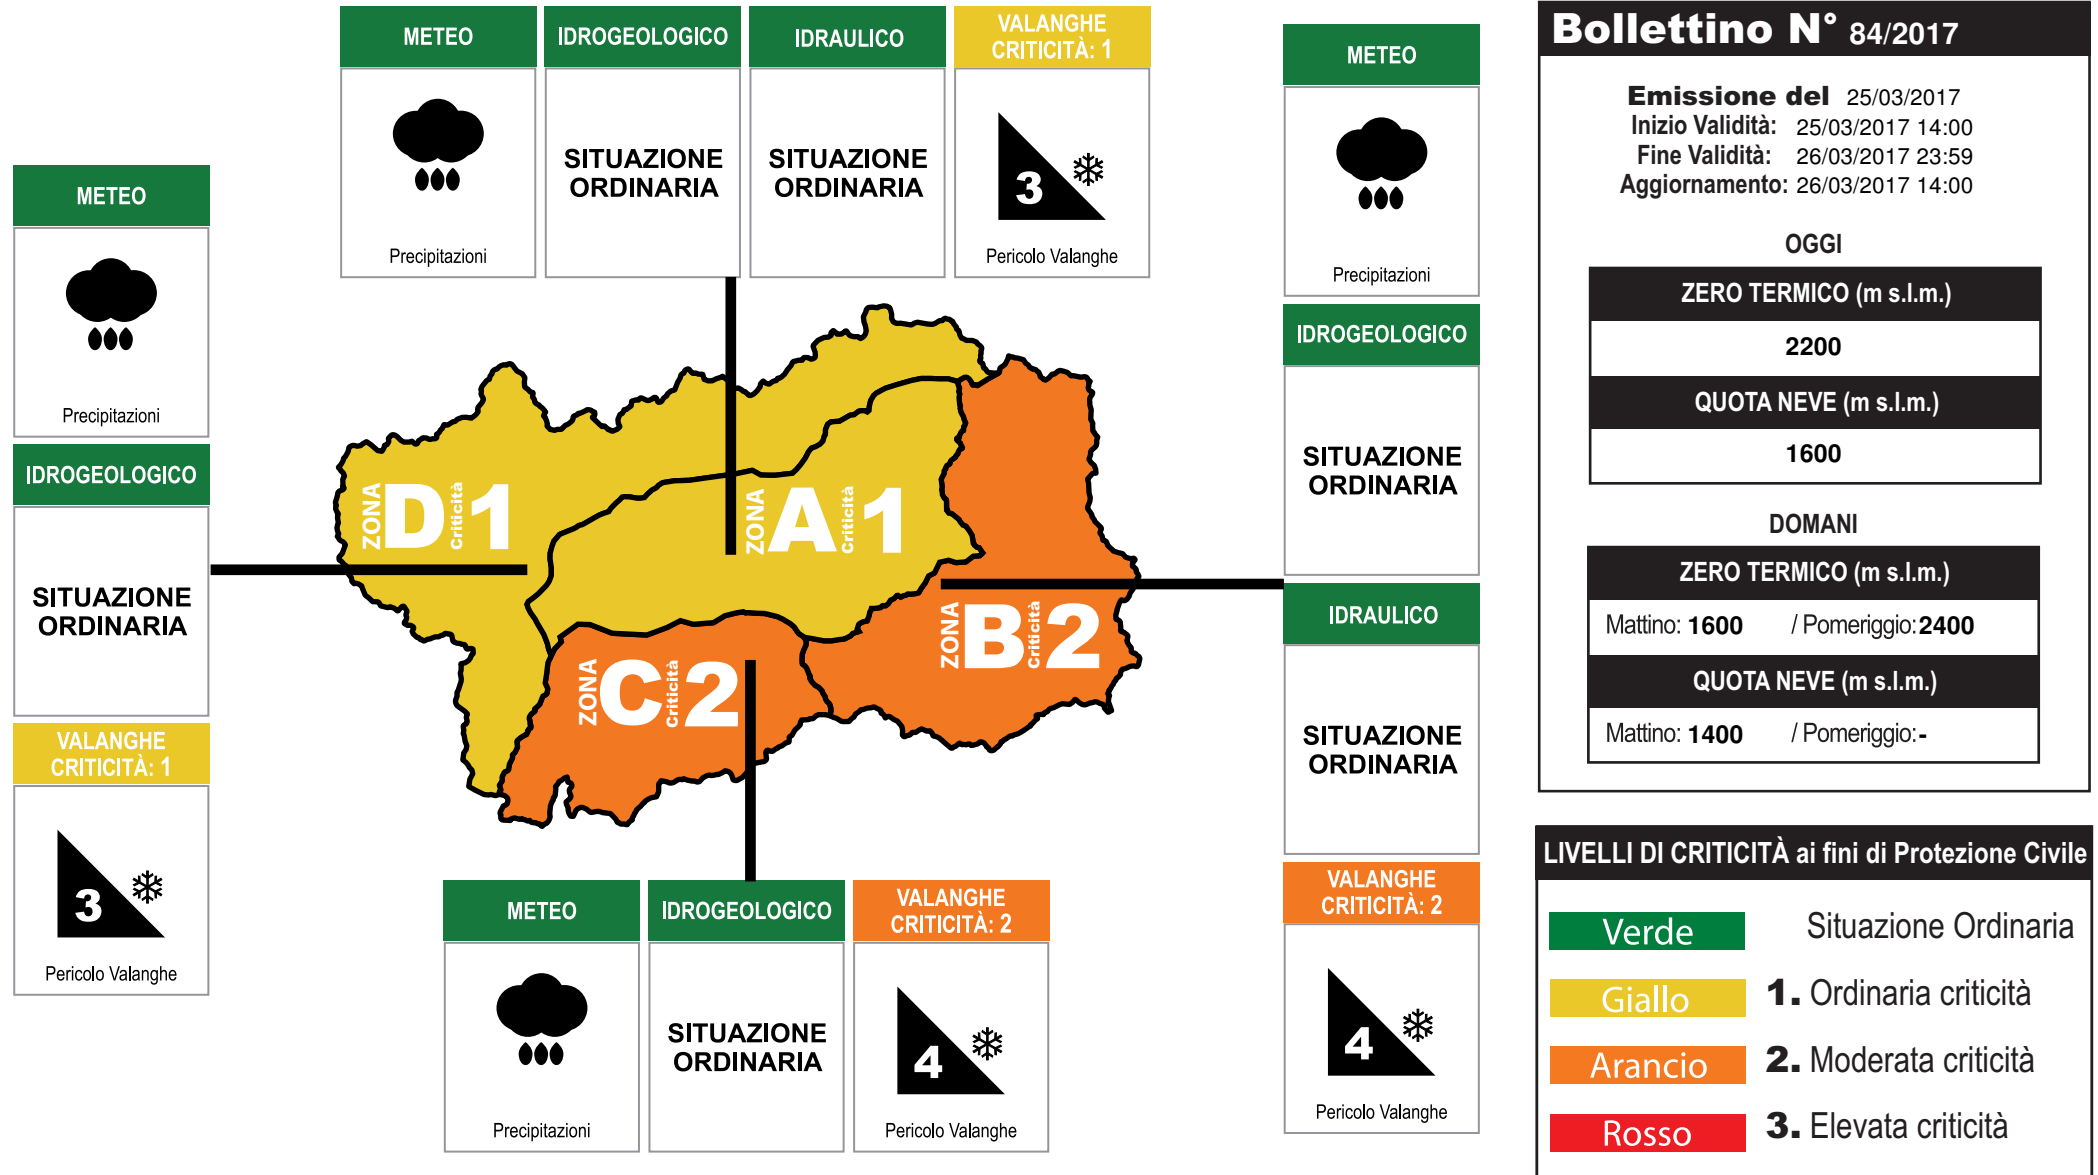 METEO
Precipitazioni
IDROGEOLOGICO
SITUAZIONE
ORDINARIA
VALANGHE
CRITICITÀ: 1
3
Pericolo Valanghe
METEO
Precipitazioni
IDROGEOLOGICO
SITUAZIONE
ORDINARIA
IDRAULICO
SITUAZIONE
ORDINARIA
VALANGHE
CRITICITÀ: 1
3
Pericolo Valanghe
ZONA D Criticità 1
ZONA A Criticità 1
ZONA C Criticità 2
ZONA B Criticità 2
METEO
Precipitazioni
IDROGEOLOGICO
SITUAZIONE
ORDINARIA
VALANGHE
CRITICITÀ: 2
4
Pericolo Valanghe
METEO
Precipitazioni
IDROGEOLOGICO
SITUAZIONE
ORDINARIA
IDRAULICO
SITUAZIONE
ORDINARIA
VALANGHE
CRITICITÀ: 2
4
Pericolo Valanghe
Bollettino N° 84/2017
Emissione del 25/03/2017
Inizio Validità: 25/03/2017 14:00
Fine Validità: 26/03/2017 23:59
Aggiornamento: 26/03/2017 14:00
OGGI
ZERO TERMICO (m s.l.m.)
2200
QUOTA NEVE (m s.l.m.)
1600
DOMANI
ZERO TERMICO (m s.l.m.)
Mattino: 1600 / Pomeriggio: 2400
QUOTA NEVE (m s.l.m.)
Mattino: 1400 / Pomeriggio: -
LIVELLI DI CRITICITÀ ai fini di Protezione Civile
Verde Situazione Ordinaria
Giallo 1. Ordinaria criticità
Arancio 2. Moderata criticità
Rosso 3. Elevata criticità